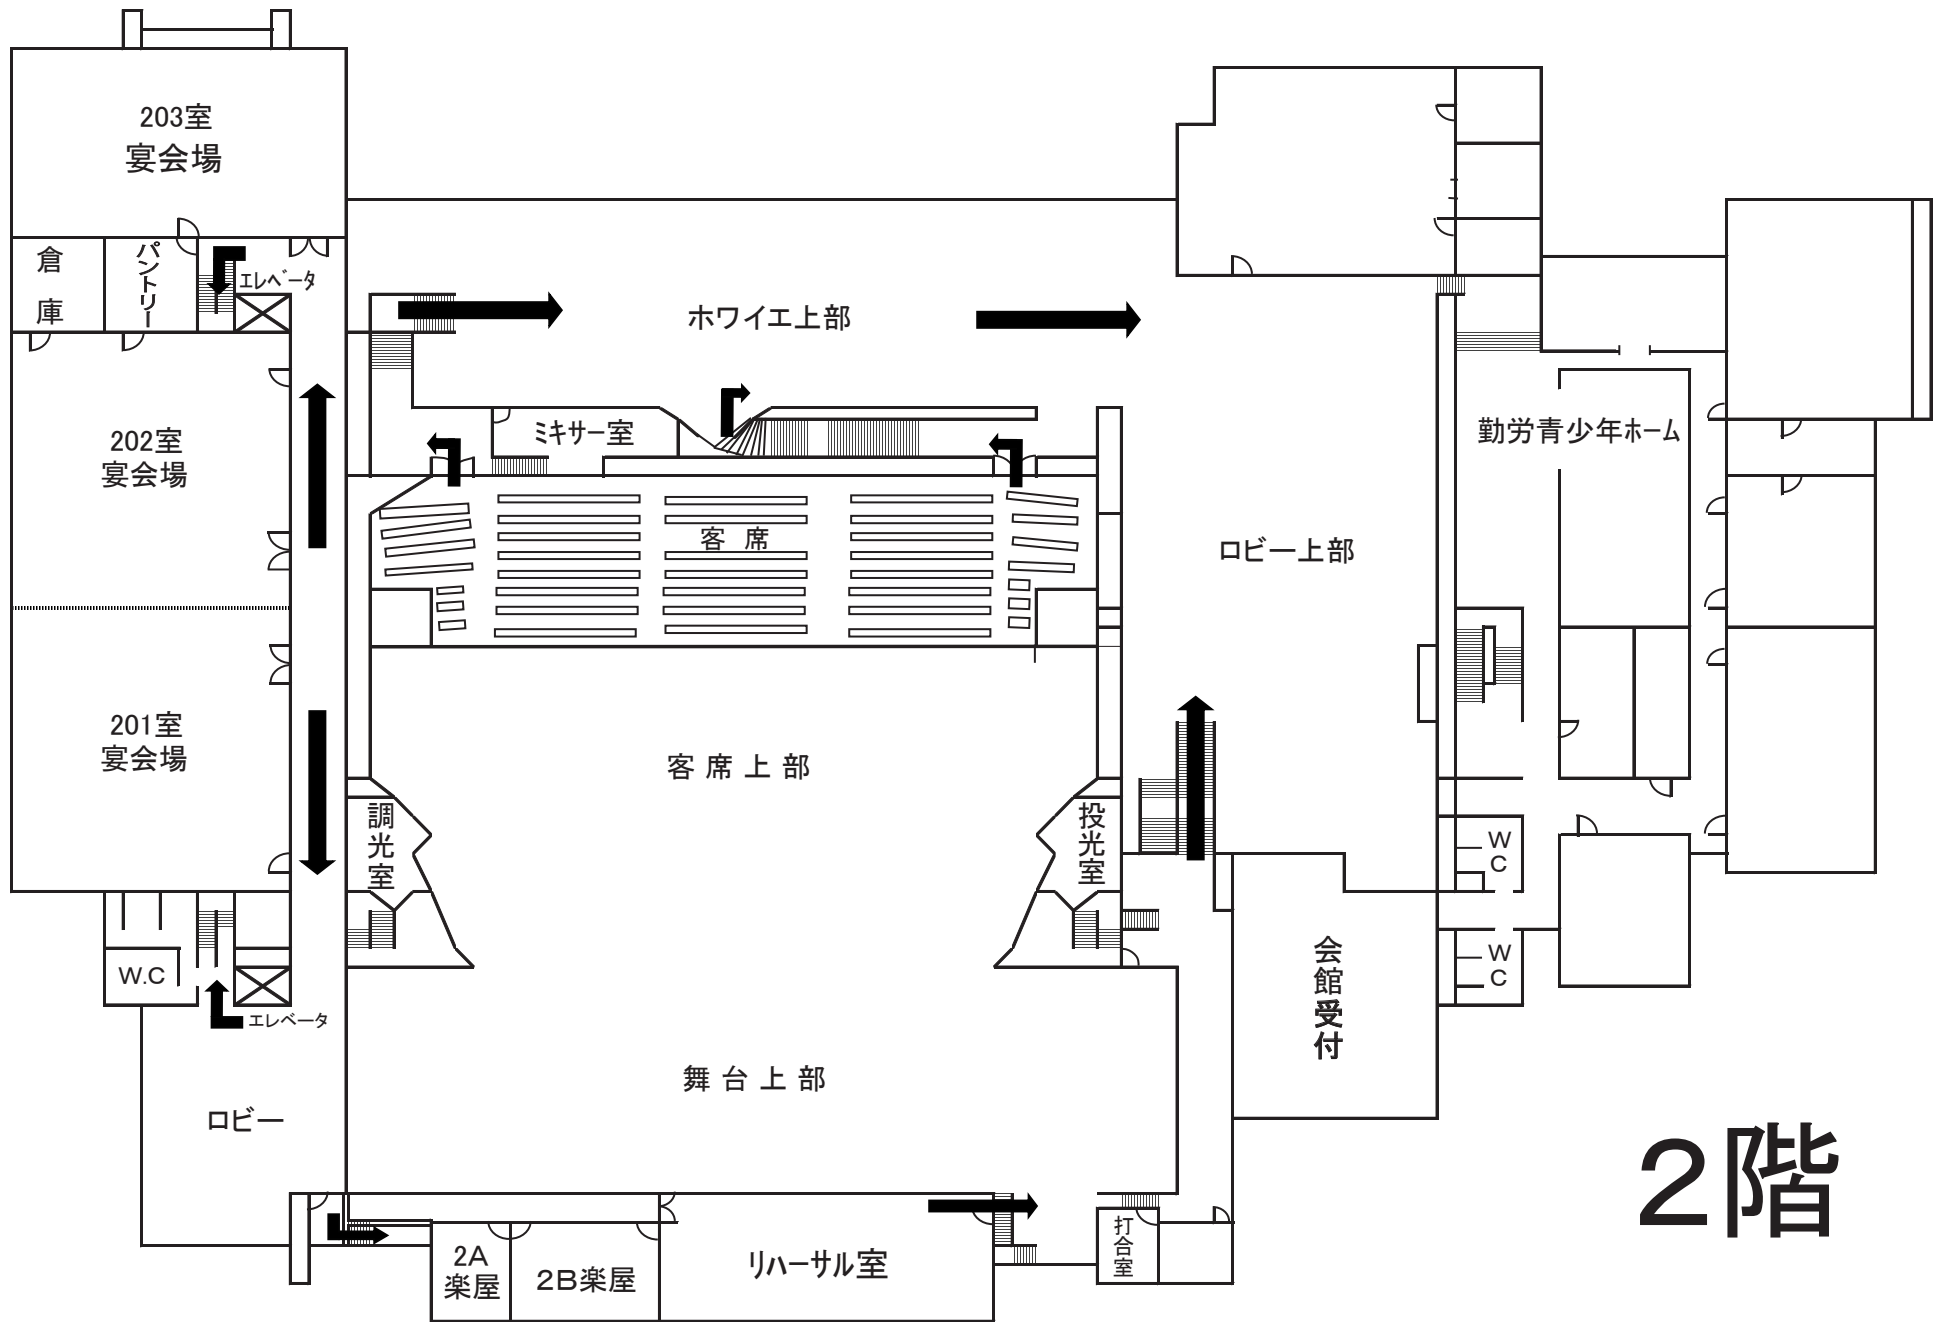 203室
宴会場
倉
庫
パントリー
エレベータ
ホワイエ上部
202室
宴会場
ミキサー室
勤労青少年ホーム
客 席
ロビー上部
201室
宴会場
客席上部
調光室
投光室
WC
W.C
エレベータ
会館受付
WC
舞台上部
ロビー
2階
2A
楽屋
2B楽屋
リハーサル室
打合室